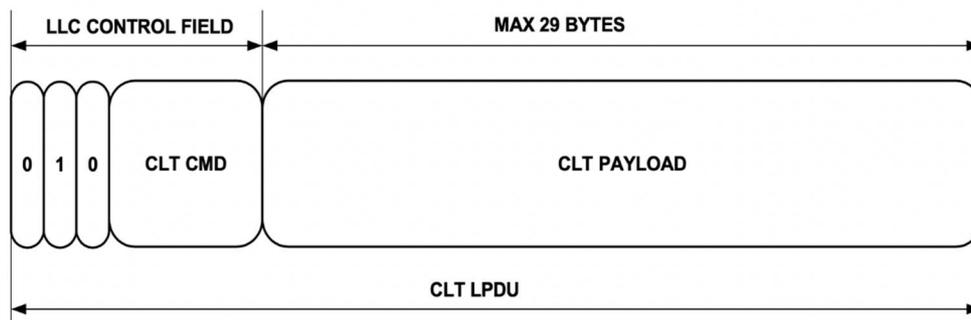 LLC CONTROL FIELD MAX 29 BYTES
0 1 0 CLT CMD CLT PAYLOAD
CLT LPDU